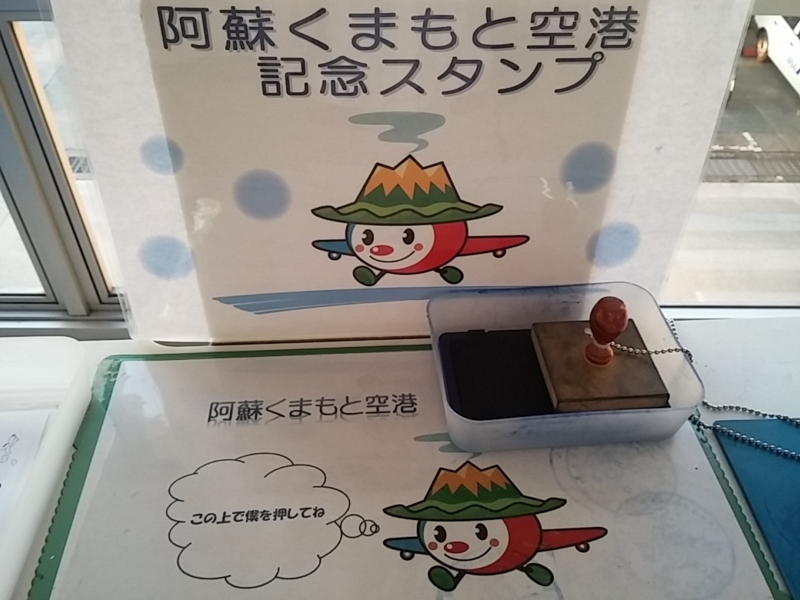 阿蘇くまもと空港
記念スタンプ
阿蘇くまもと空港
この上で僕を押してね